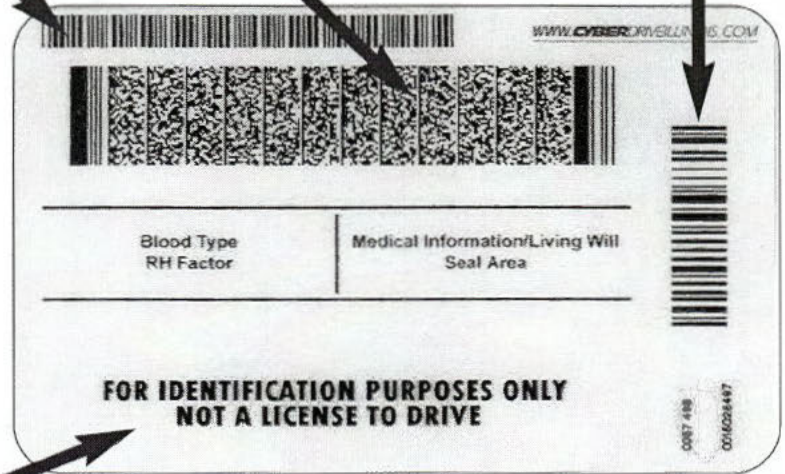 WWW.CYBERDRIVEILLINOIS.COM
Blood Type
RH Factor
Medical Information/Living Will
Seal Area
FOR IDENTIFICATION PURPOSES ONLY
NOT A LICENSE TO DRIVE